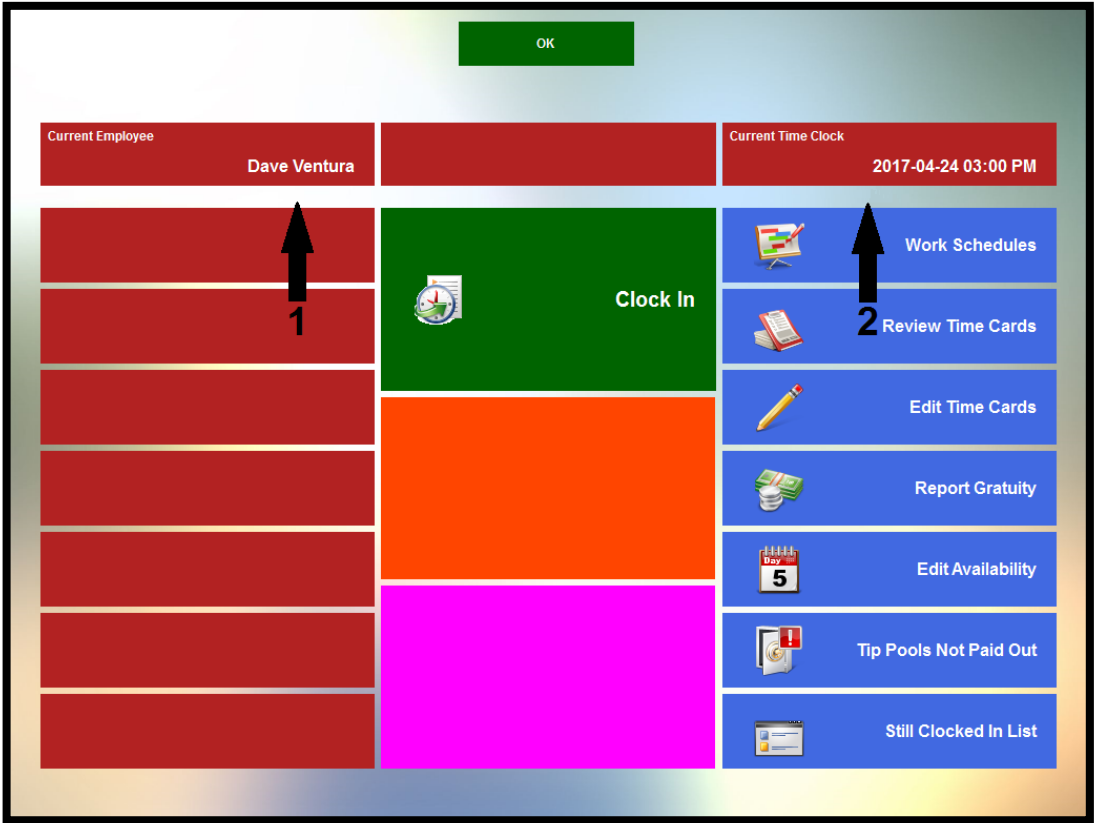 OK
Current Employee
Dave Ventura
Current Time Clock
2017-04-24 03:00 PM
1
Clock In
2
Work Schedules
Review Time Cards
Edit Time Cards
Report Gratuity
Day
5
Edit Availability
Tip Pools Not Paid Out
Still Clocked In List